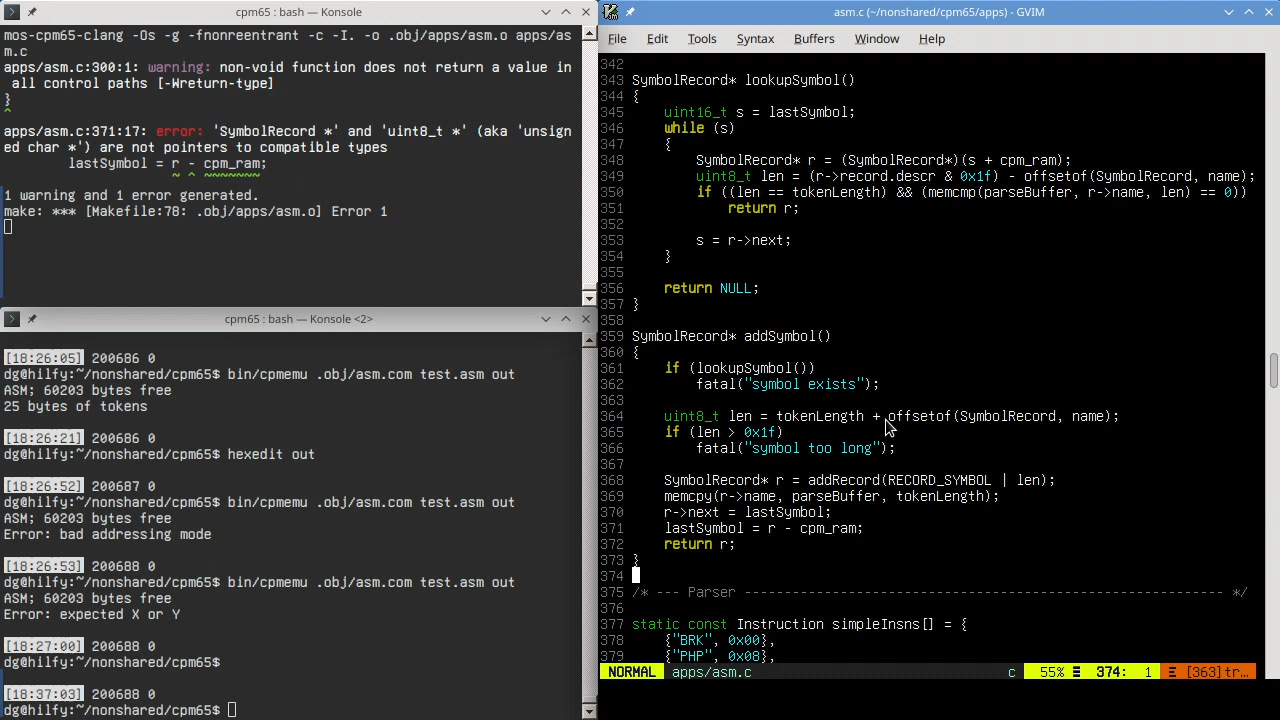 cpm65 : bash — Konsole
mos-cpm65-clang -Os -g -fnonreentrant -c -I. -o .obj/apps/asm.o apps/as
m.c
apps/asm.c:300:1: warning: non-void function does not return a value in
 all control paths [-Wreturn-type]
}
^
apps/asm.c:371:17: error: 'SymbolRecord *' and 'uint8_t *' (aka 'unsign
ed char *') are not pointers to compatible types
        lastSymbol = r - cpm_ram;
                     ~ ^ ~~~~~~~
1 warning and 1 error generated.
make: *** [Makefile:78: .obj/apps/asm.o] Error 1
cpm65 : bash — Konsole <2>
[18:26:05] 200686 0
dg@hilfy:~/nonshared/cpm65$ bin/cpmemu .obj/asm.com test.asm out
ASM; 60203 bytes free
25 bytes of tokens
[18:26:21] 200686 0
dg@hilfy:~/nonshared/cpm65$ hexedit out
[18:26:52] 200687 0
dg@hilfy:~/nonshared/cpm65$ bin/cpmemu .obj/asm.com test.asm out
ASM; 60203 bytes free
Error: bad addressing mode
[18:26:53] 200688 0
dg@hilfy:~/nonshared/cpm65$ bin/cpmemu .obj/asm.com test.asm out
ASM; 60203 bytes free
Error: expected X or Y
[18:27:00] 200688 0
dg@hilfy:~/nonshared/cpm65$
[18:37:03] 200688 0
dg@hilfy:~/nonshared/cpm65$
asm.c (~/nonshared/cpm65/apps) - GVIM
File Edit Tools Syntax Buffers Window Help
342
343 SymbolRecord* lookupSymbol()
344 {
345     uint16_t s = lastSymbol;
346     while (s)
347     {
348         SymbolRecord* r = (SymbolRecord*)(s + cpm_ram);
349         uint8_t len = (r->record.descr & 0x1f) - offsetof(SymbolRecord, name);
350         if ((len == tokenLength) && (memcmp(parseBuffer, r->name, len) == 0))
351             return r;
352
353         s = r->next;
354     }
355
356     return NULL;
357 }
358
359 SymbolRecord* addSymbol()
360 {
361     if (lookupSymbol())
362         fatal("symbol exists");
363
364     uint8_t len = tokenLength + offsetof(SymbolRecord, name);
365     if (len > 0x1f)
366         fatal("symbol too long");
367
368     SymbolRecord* r = addRecord(RECORD_SYMBOL | len);
369     memcpy(r->name, parseBuffer, tokenLength);
370     r->next = lastSymbol;
371     lastSymbol = r - cpm_ram;
372     return r;
373 }
374
375 /* --- Parser ------------------------------------------------------------ */
376
377 static const Instruction simpleInsns[] = {
378     {"BRK", 0x00},
379     {"PHP", 0x08},
NORMAL apps/asm.c c 55% ☰ 374: 1 Ξ [363]tr…